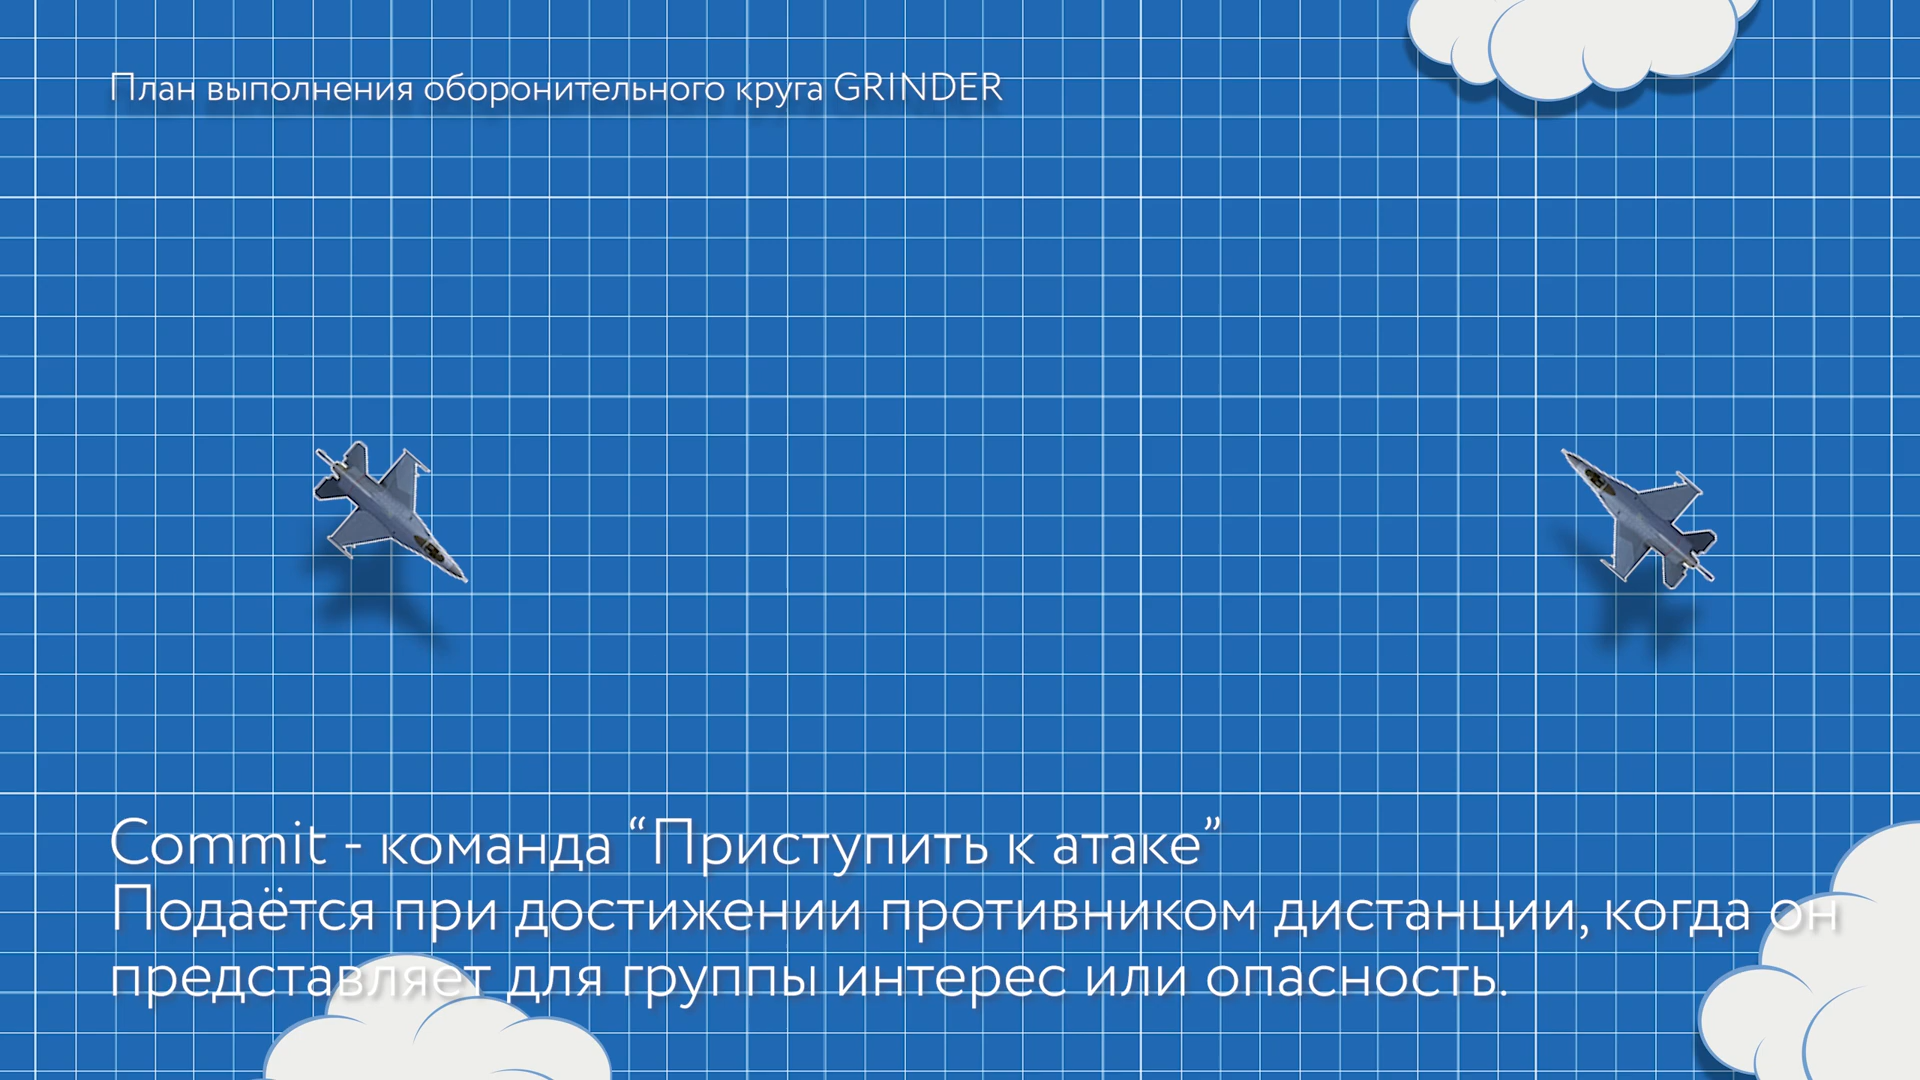 План выполнения оборонительного круга GRINDER
Commit - команда “Приступить к атаке”
Подаётся при достижении противником дистанции, когда он
представляет для группы интерес или опасность.